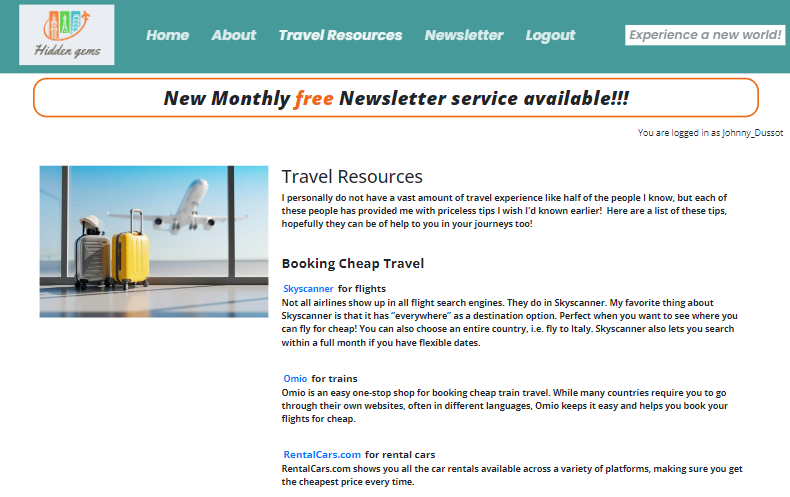 Hidden gems
Home About Travel Resources Newsletter Logout
Experience a new world!
New Monthly free Newsletter service available!!!
You are logged in as Johnny_Dussot
Travel Resources
I personally do not have a vast amount of travel experience like half of the people I know, but each of
these people has provided me with priceless tips I wish I'd known earlier! Here are a list of these tips,
hopefully they can be of help to you in your journeys too!
Booking Cheap Travel
Skyscanner for flights
Not all airlines show up in all flight search engines. They do in Skyscanner. My favorite thing about
Skyscanner is that it has “everywhere” as a destination option. Perfect when you want to see where you
can fly for cheap! You can also choose an entire country, i.e. fly to Italy. Skyscanner also lets you search
within a full month if you have flexible dates.
Omio for trains
Omio is an easy one-stop shop for booking cheap train travel. While many countries require you to go
through their own websites, often in different languages, Omio keeps it easy and helps you book your
flights for cheap.
RentalCars.com for rental cars
RentalCars.com shows you all the car rentals available across a variety of platforms, making sure you get
the cheapest price every time.